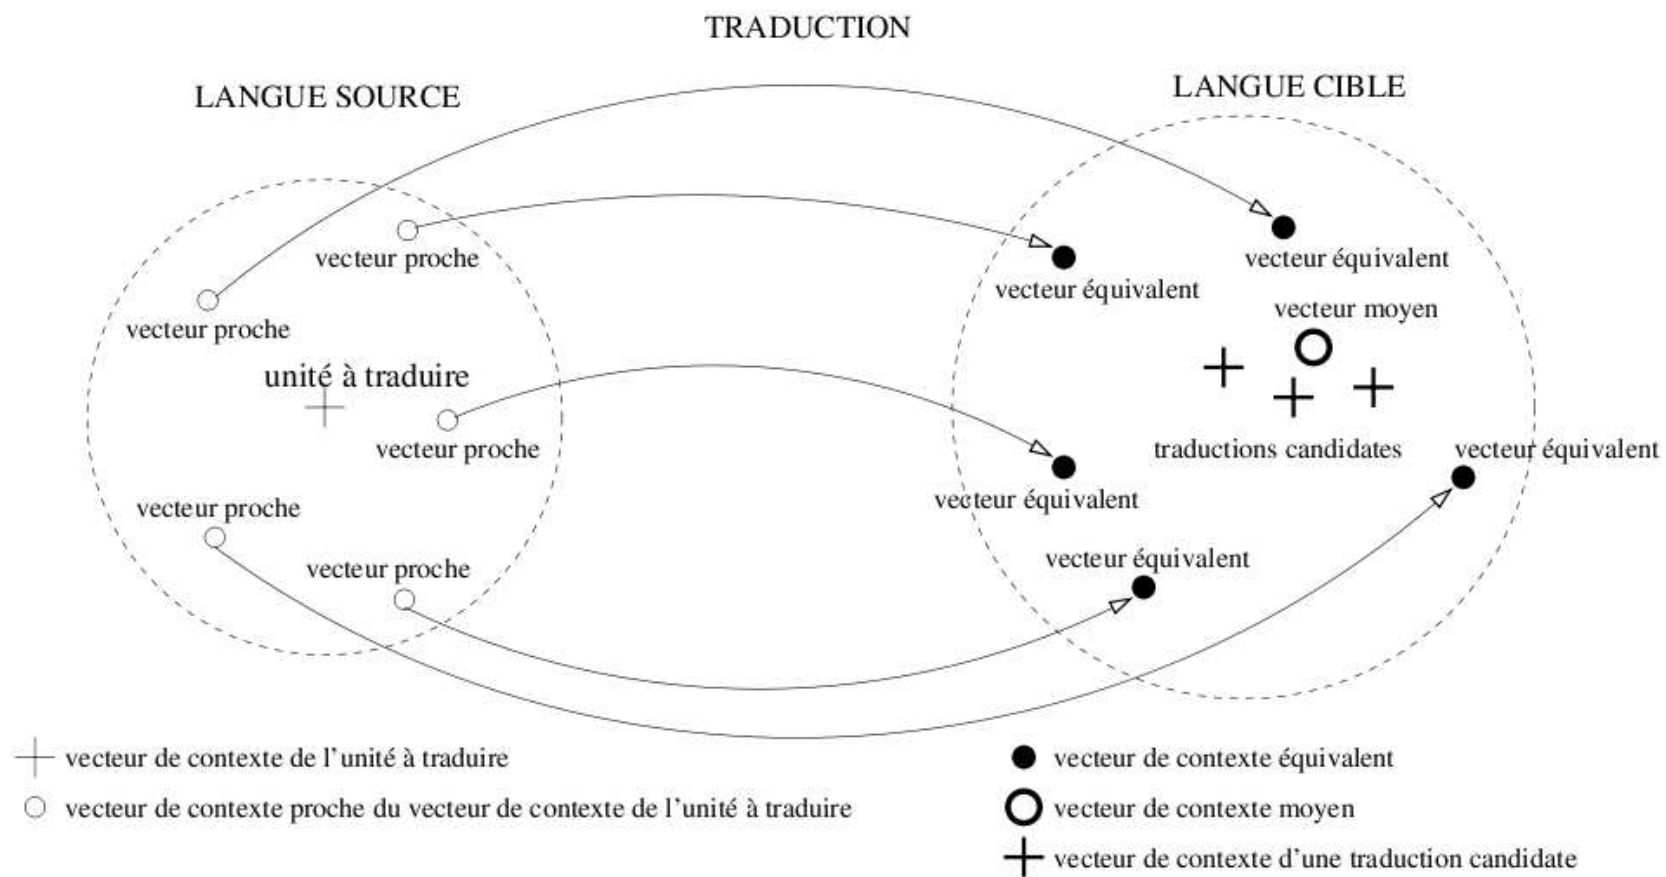 TRADUCTION
LANGUE SOURCE
LANGUE CIBLE
vecteur proche
vecteur équivalent
vecteur équivalent
vecteur proche
vecteur moyen
unité à traduire
vecteur proche
traductions candidates
vecteur équivalent
vecteur proche
vecteur équivalent
vecteur proche
vecteur équivalent
vecteur de contexte de l'unité à traduire
vecteur de contexte proche du vecteur de contexte de l'unité à traduire
vecteur de contexte équivalent
vecteur de contexte moyen
vecteur de contexte d'une traduction candidate